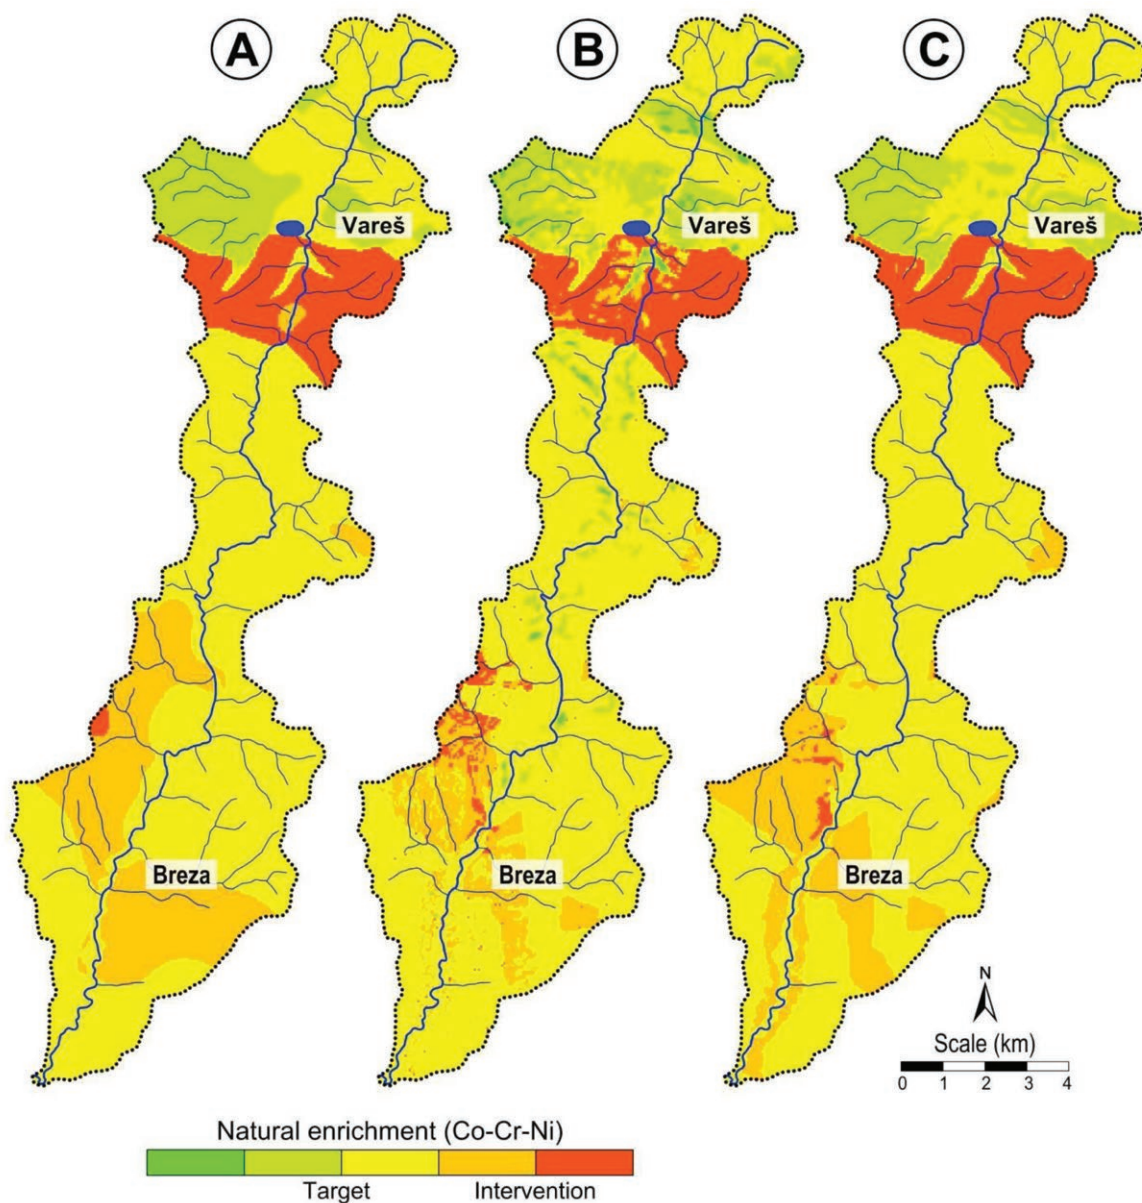 A B C
Vareš Vareš Vareš
Breza Breza Breza
N
Scale (km)
0 1 2 3 4
Natural enrichment (Co-Cr-Ni)
Target Intervention